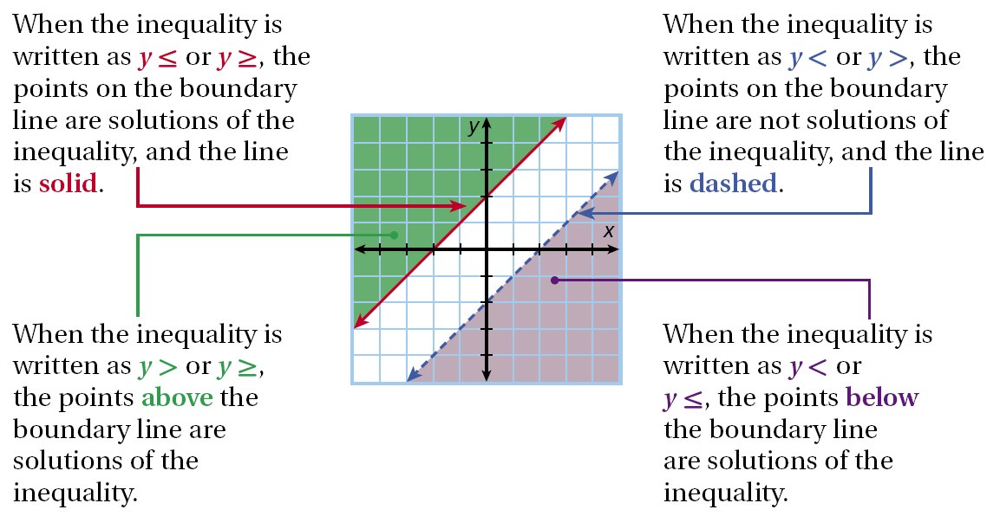 When the inequality is
written as y ≤ or y ≥, the
points on the boundary
line are solutions of the
inequality, and the line
is solid.
When the inequality is
written as y > or y ≥,
the points above the
boundary line are
solutions of the
inequality.
y
x
When the inequality is
written as y < or y >, the
points on the boundary
line are not solutions of
the inequality, and the line
is dashed.
When the inequality is
written as y < or
y ≤, the points below
the boundary line
are solutions of the
inequality.